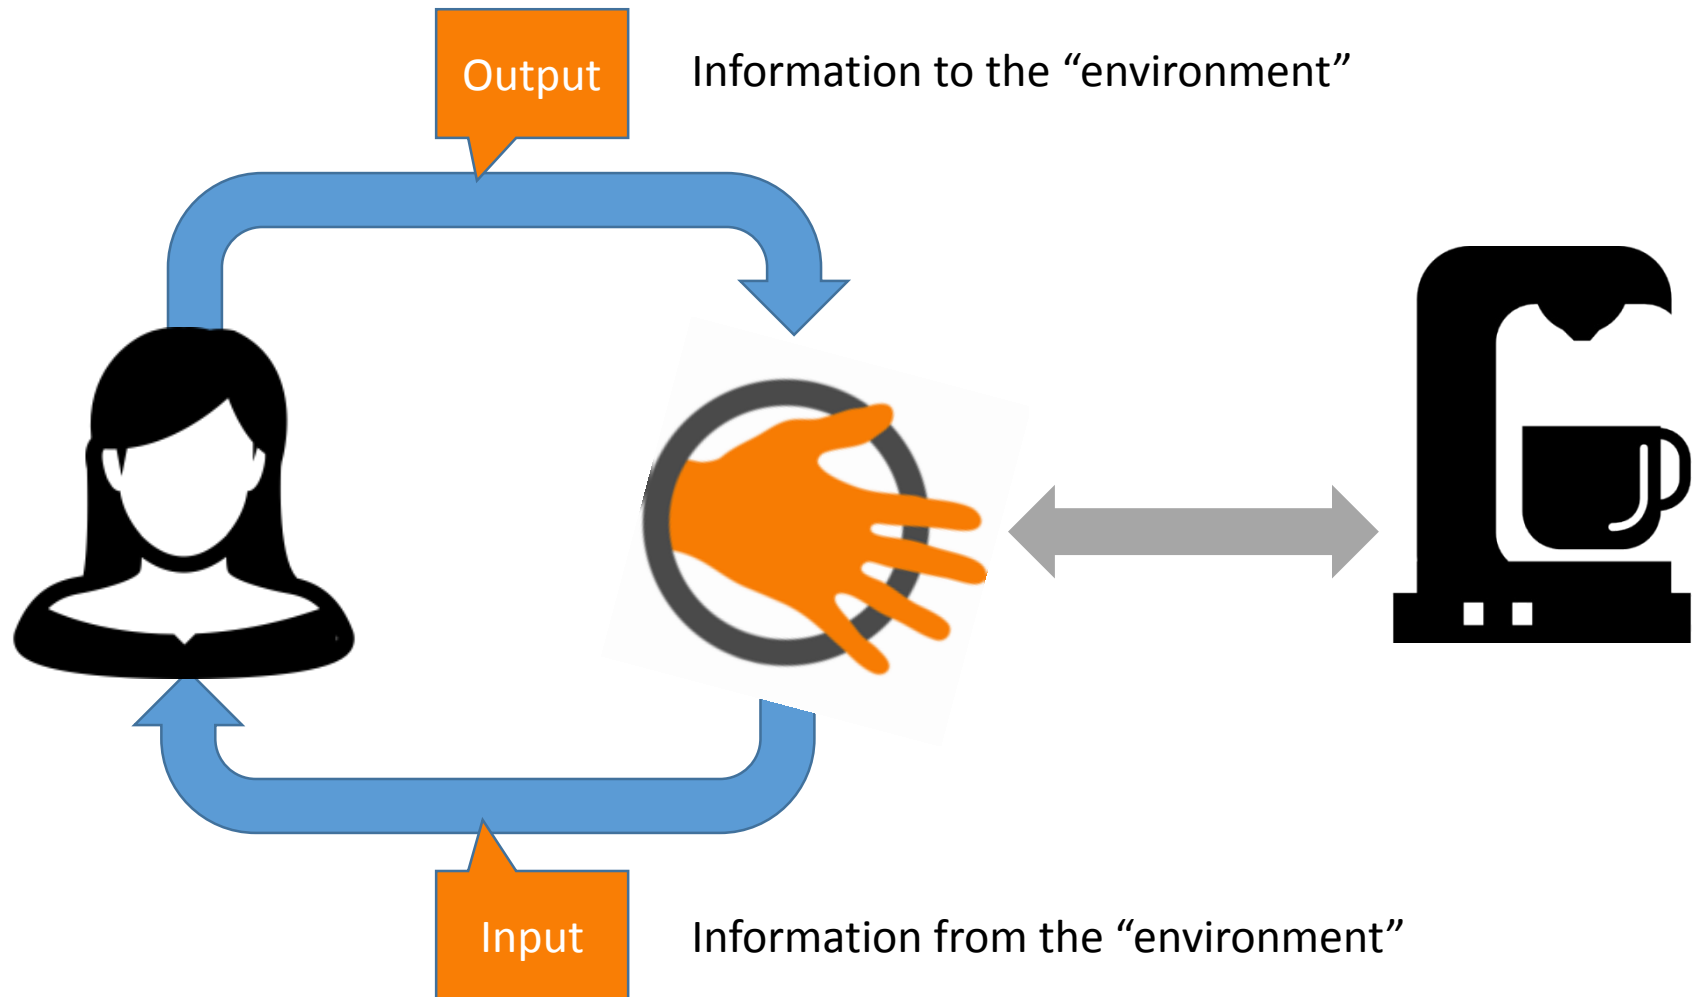 Output
Information to the “environment”
Input
Information from the “environment”